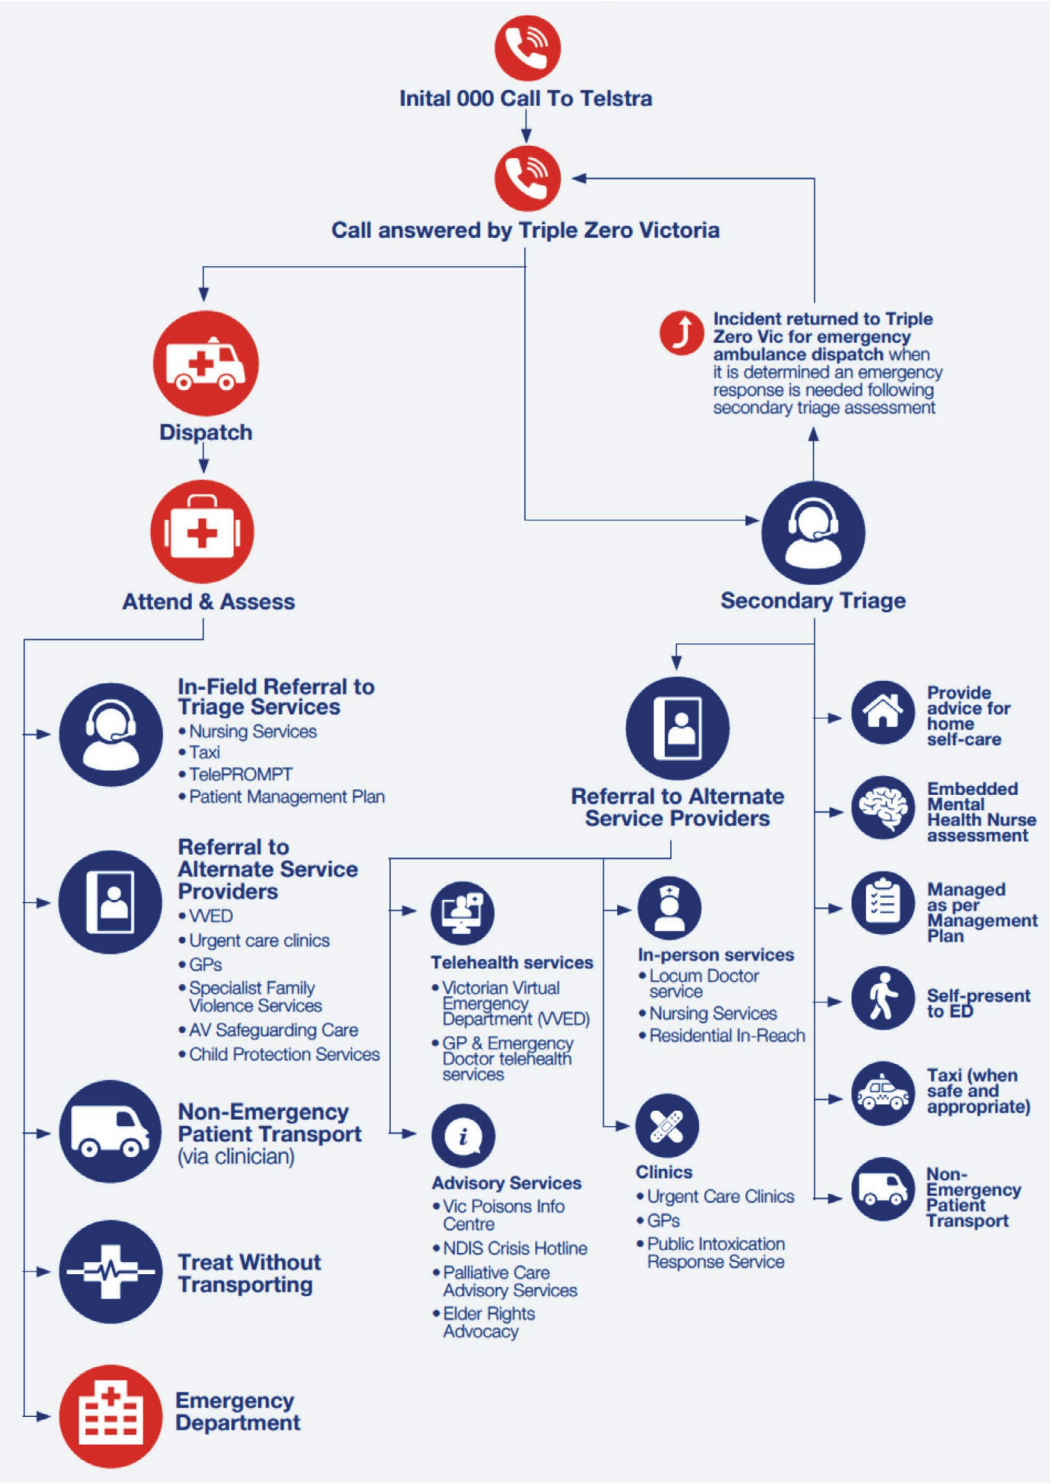 Inital 000 Call To Telstra
Call answered by Triple Zero Victoria
Incident returned to Triple
Zero Vic for emergency
ambulance dispatch when
it is determined an emergency
response is needed following
secondary triage assessment
Dispatch
Attend & Assess
Secondary Triage
In-Field Referral to
Triage Services
• Nursing Services
• Taxi
• TelePROMPT
• Patient Management Plan
Referral to
Alternate Service
Providers
• VVED
• Urgent care clinics
• GPs
• Specialist Family
Violence Services
• AV Safeguarding Care
• Child Protection Services
Non-Emergency
Patient Transport
(via clinician)
Treat Without
Transporting
Emergency
Department
Referral to Alternate
Service Providers
Telehealth services
• Victorian Virtual
Emergency
Department (VVED)
• GP & Emergency
Doctor telehealth
services
Advisory Services
• Vic Poisons Info
Centre
• NDIS Crisis Hotline
• Palliative Care
Advisory Services
• Elder Rights
Advocacy
In-person services
• Locum Doctor
service
• Nursing Services
• Residential In-Reach
Clinics
• Urgent Care Clinics
• GPs
• Public Intoxication
Response Service
Provide
advice for
home
self-care
Embedded
Mental
Health Nurse
assessment
Managed
as per
Management
Plan
Self-present
to ED
Taxi (when
safe and
appropriate)
Non-
Emergency
Patient
Transport